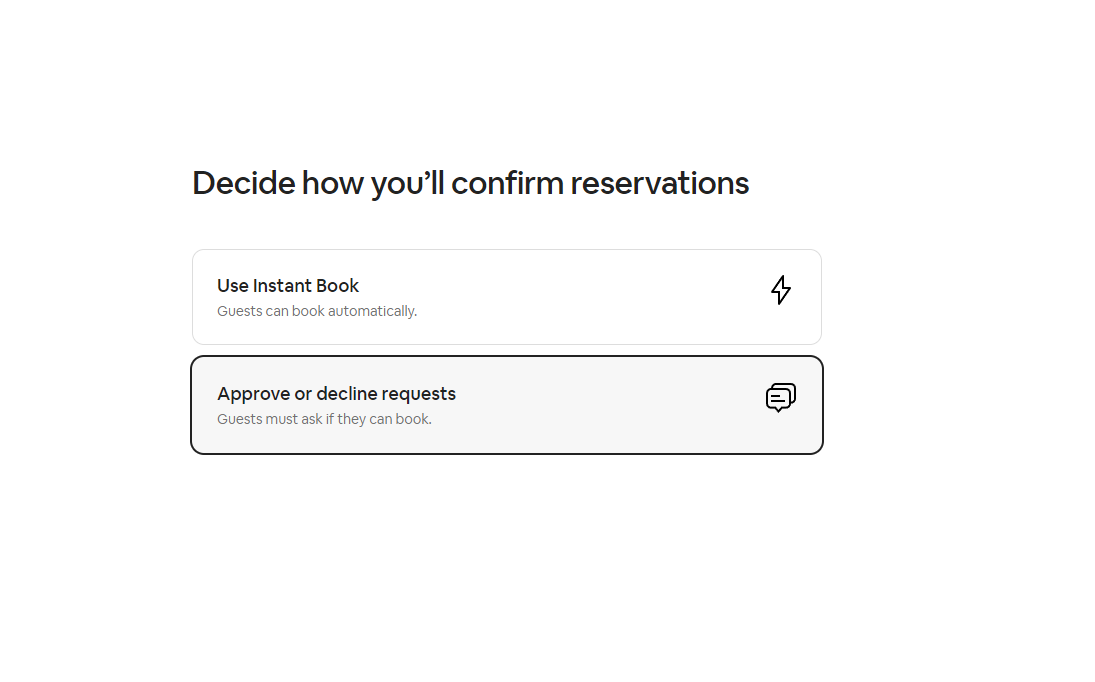 Decide how you’ll confirm reservations
Use Instant Book
Guests can book automatically.
Approve or decline requests
Guests must ask if they can book.